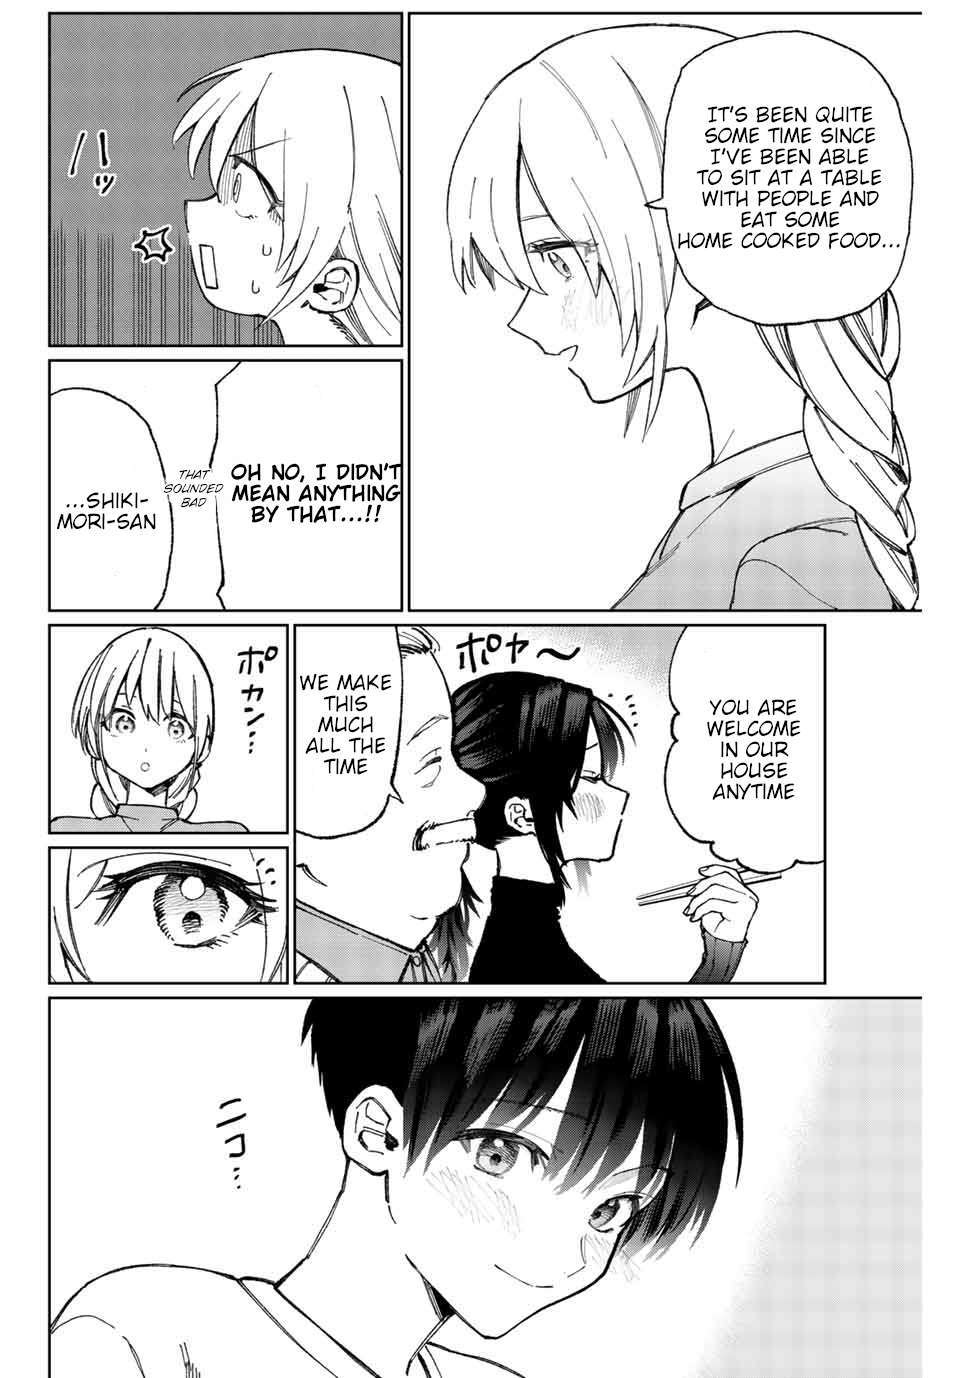 IT'S BEEN QUITE
SOME TIME SINCE
I'VE BEEN ABLE
TO SIT AT A TABLE
WITH PEOPLE AND
EAT SOME
HOME COOKED FOOD...
ハッ
OH NO, I DIDN'T
MEAN ANYTHING
BY THAT...!!
THAT
SOUNDED
BAD
...SHIKI-
MORI-SAN
YOU ARE
WELCOME
IN OUR
HOUSE
ANYTIME
ポヤ〜
WE MAKE
THIS
MUCH
ALL THE
TIME
ポカン…
ニコ…